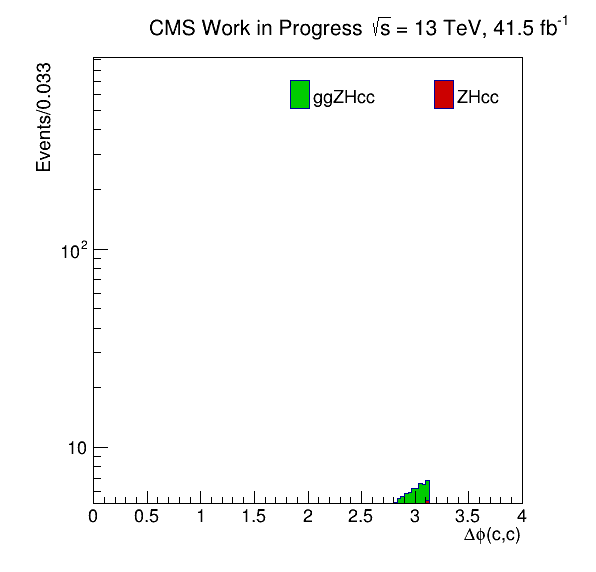 CMS Work in Progress √s = 13 TeV, 41.5 fb⁻¹
Events/0.033
ggZHcc ZHcc
10²
10
0 0.5 1 1.5 2 2.5 3 3.5 4
Δϕ(c,c)